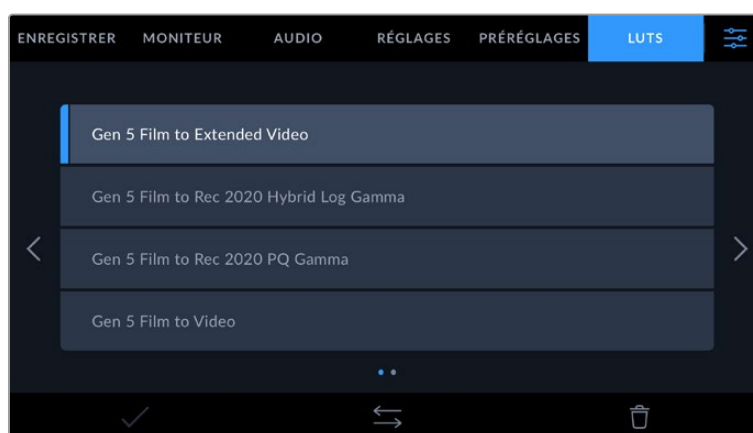 ENREGISTRER MONITEUR AUDIO RÉGLAGES PRÉRÉGLAGES LUTS
Gen 5 Film to Extended Video
Gen 5 Film to Rec 2020 Hybrid Log Gamma
Gen 5 Film to Rec 2020 PQ Gamma
Gen 5 Film to Video